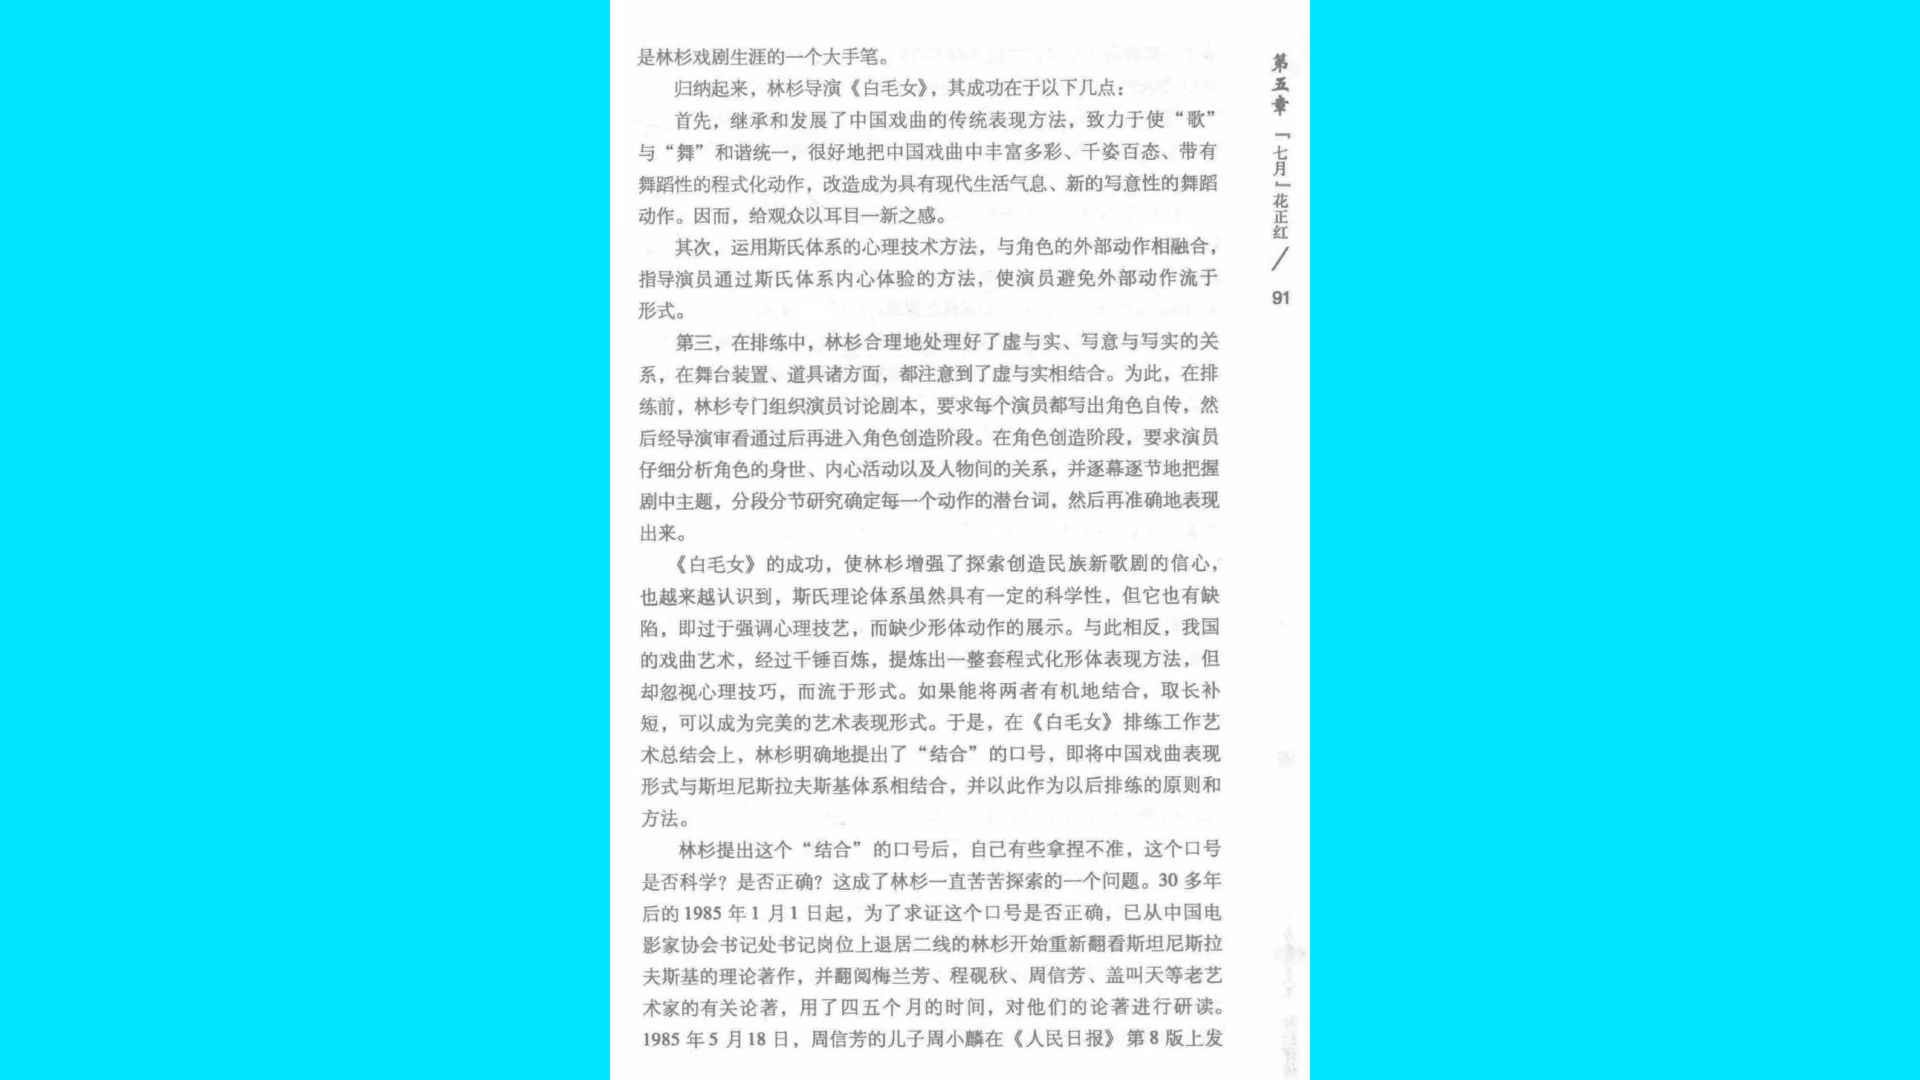 是林杉戏剧生涯的一个大手笔。
归纳起来，林杉导演《白毛女》，其成功在于以下几点：
首先，继承和发展了中国戏曲的传统表现方法，致力于使“歌”
与“舞”和谐统一，很好地把中国戏曲中丰富多彩、千姿百态、带有
舞蹈性的程式化动作，改造成为具有现代生活气息、新的写意性的舞蹈
动作。因而，给观众以耳目一新之感。
其次，运用斯氏体系的心理技术方法，与角色的外部动作相融合，
指导演员通过斯氏体系内心体验的方法，使演员避免外部动作流于
形式。
第三，在排练中，林杉合理地处理好了虚与实、写意与写实的关
系，在舞台装置、道具诸方面，都注意到了虚与实相结合。为此，在排
练前，林杉专门组织演员讨论剧本，要求每个演员都写出角色自传，然
后经导演审看通过后再进入角色创造阶段。在角色创造阶段，要求演员
仔细分析角色的身世、内心活动以及人物间的关系，并逐幕逐节地把握
剧中主题，分段分节研究确定每一个动作的潜台词，然后再准确地表现
出来。
《白毛女》的成功，使林杉增强了探索创造民族新歌剧的信心，
也越来越认识到，斯氏理论体系虽然具有一定的科学性，但它也有缺
陷，即过于强调心理技艺，而缺少形体动作的展示。与此相反，我国
的戏曲艺术，经过千锤百炼，提炼出一整套程式化形体表现方法，但
却忽视心理技巧，而流于形式。如果能将两者有机地结合，取长补
短，可以成为完美的艺术表现形式。于是，在《白毛女》排练工作艺
术总结会上，林杉明确地提出了“结合”的口号，即将中国戏曲表现
形式与斯坦尼斯拉夫斯基体系相结合，并以此作为以后排练的原则和
方法。
林杉提出这个“结合”的口号后，自己有些拿捏不准，这个口号
是否科学？是否正确？这成了林杉一直苦苦探索的一个问题。30 多年
后的 1985 年 1 月 1 日起，为了求证这个口号是否正确，已从中国电
影家协会书记处书记岗位上退居二线的林杉开始重新翻看斯坦尼斯拉
夫斯基的理论著作，并翻阅梅兰芳、程砚秋、周信芳、盖叫天等老艺
术家的有关论著，用了四五个月的时间，对他们的论著进行研读。
1985 年 5 月 18 日，周信芳的儿子周小麟在《人民日报》第 8 版上发
第五章『七月』花正红／91